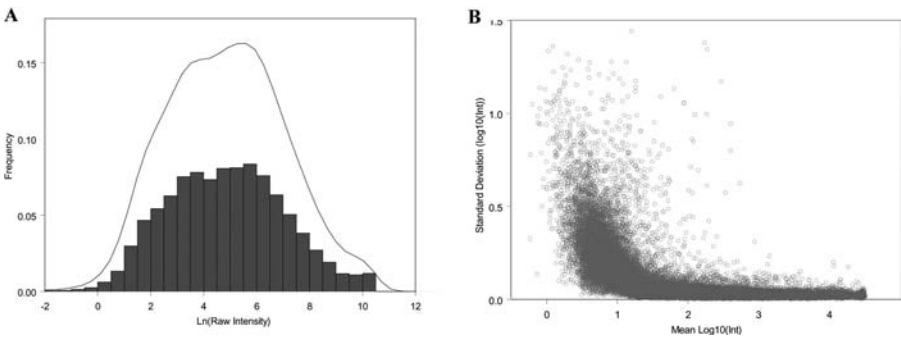 A
0.15
0.10
0.05
0.00
Frequency
-2 0 2 4 6 8 10 12
Ln(Raw Intensity)
B
1.5
1.0
0.5
0.0
Standard Deviation (log10(Int))
0 1 2 3 4
Mean Log10(Int)